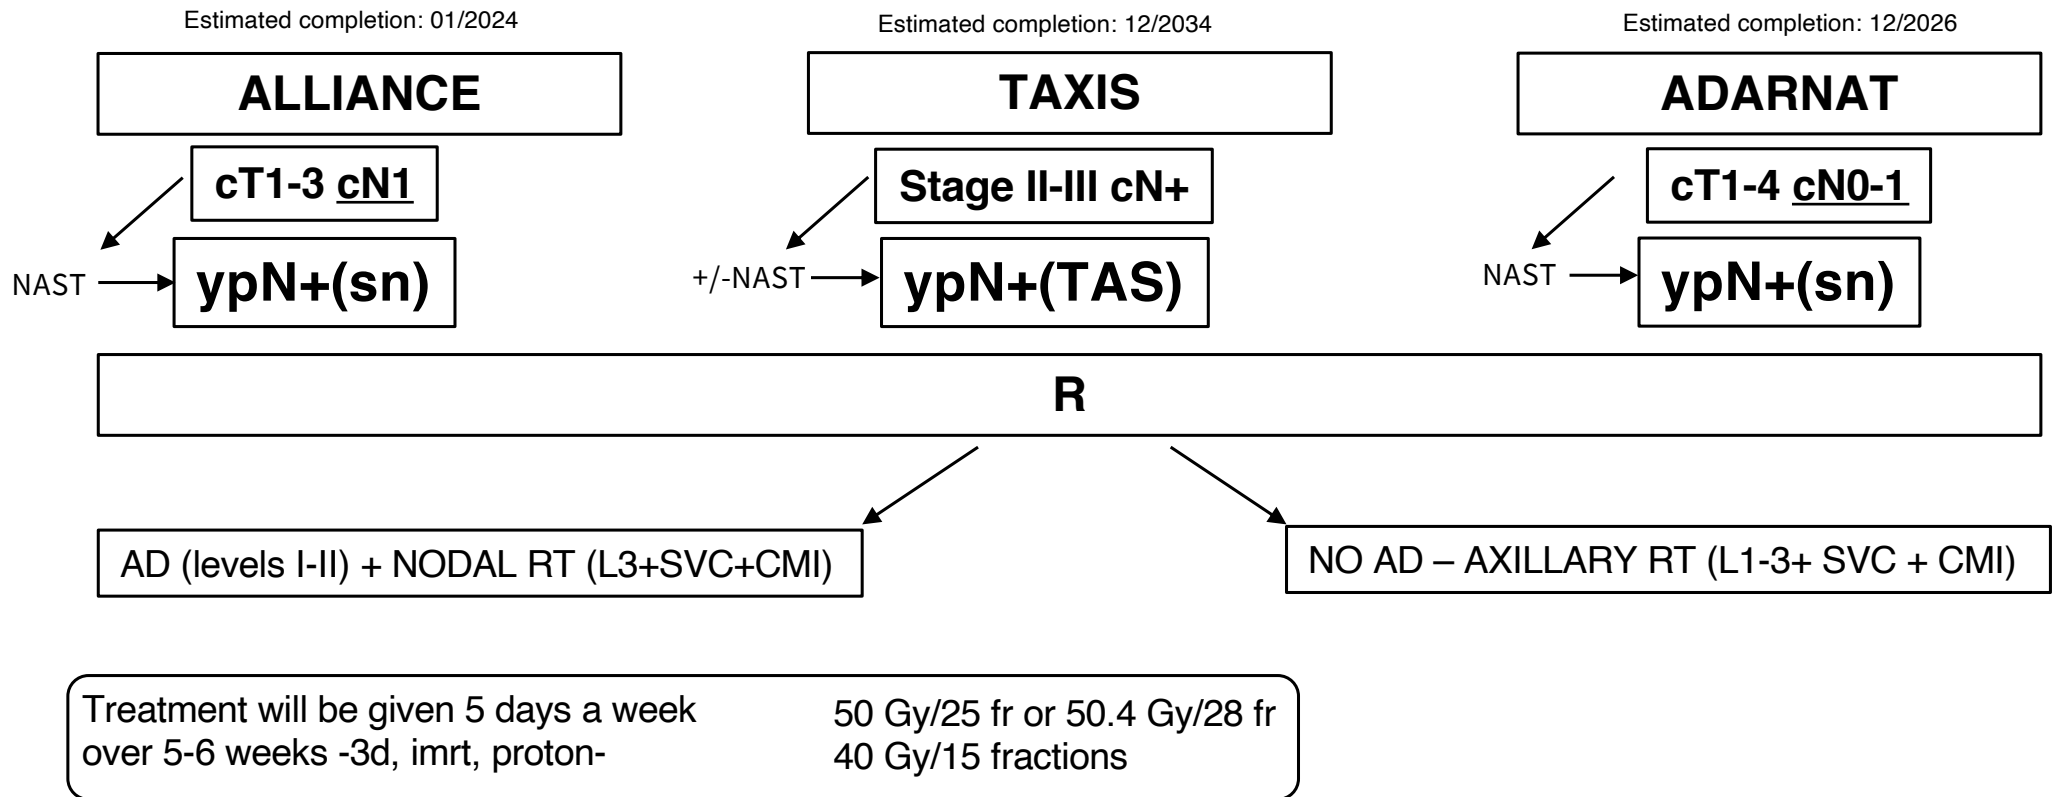 Estimated completion: 01/2024
Estimated completion: 12/2034
Estimated completion: 12/2026
ALLIANCE
TAXIS
ADARNAT
cT1-3 cN1
Stage II-III cN+
cT1-4 cN0-1
NAST
ypN+(sn)
+/-NAST
ypN+(TAS)
NAST
ypN+(sn)
R
AD (levels I-II) + NODAL RT (L3+SVC+CMI)
NO AD – AXILLARY RT (L1-3+ SVC + CMI)
Treatment will be given 5 days a week
over 5-6 weeks -3d, imrt, proton-
50 Gy/25 fr or 50.4 Gy/28 fr
40 Gy/15 fractions